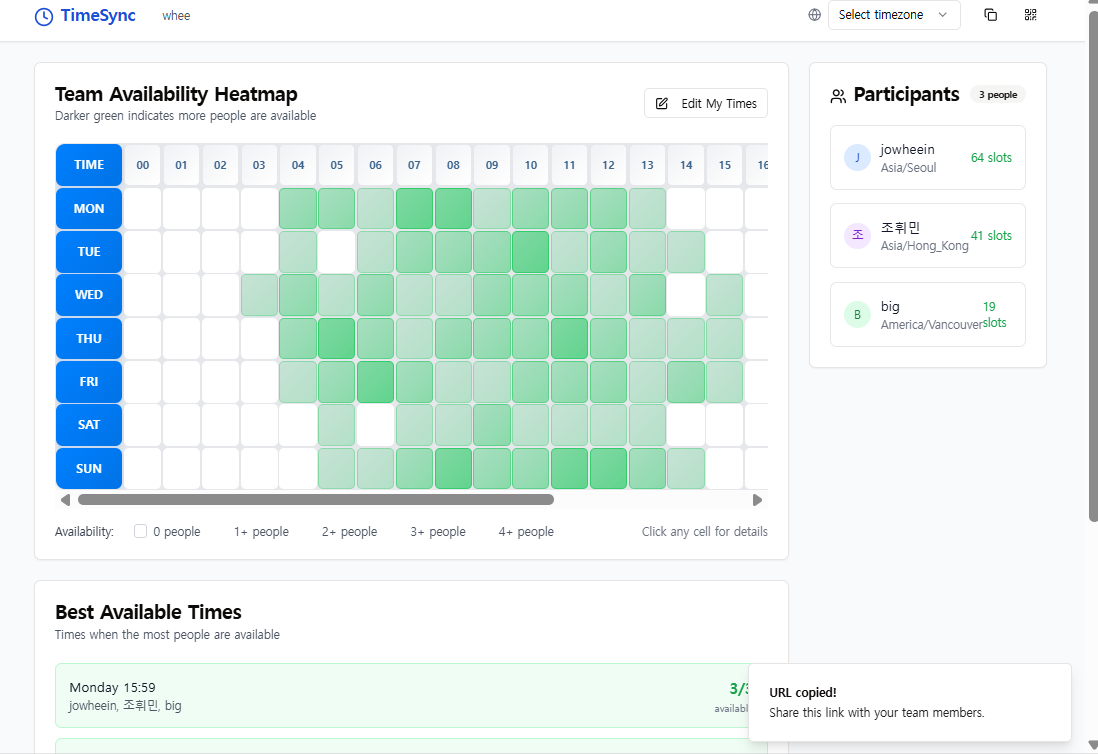 TimeSync
whee
Select timezone
Team Availability Heatmap
Darker green indicates more people are available
Edit My Times
TIME 00 01 02 03 04 05 06 07 08 09 10 11 12 13 14 15 16
MON
TUE
WED
THU
FRI
SAT
SUN
Availability: 0 people 1+ people 2+ people 3+ people 4+ people Click any cell for details
Participants 3 people
J
jowheein
Asia/Seoul
64 slots
조
조휘민
Asia/Hong_Kong
41 slots
B
big
America/Vancouver
19
slots
Best Available Times
Times when the most people are available
Monday 15:59
jowheein, 조휘민, big
3/3
availabl
URL copied!
Share this link with your team members.